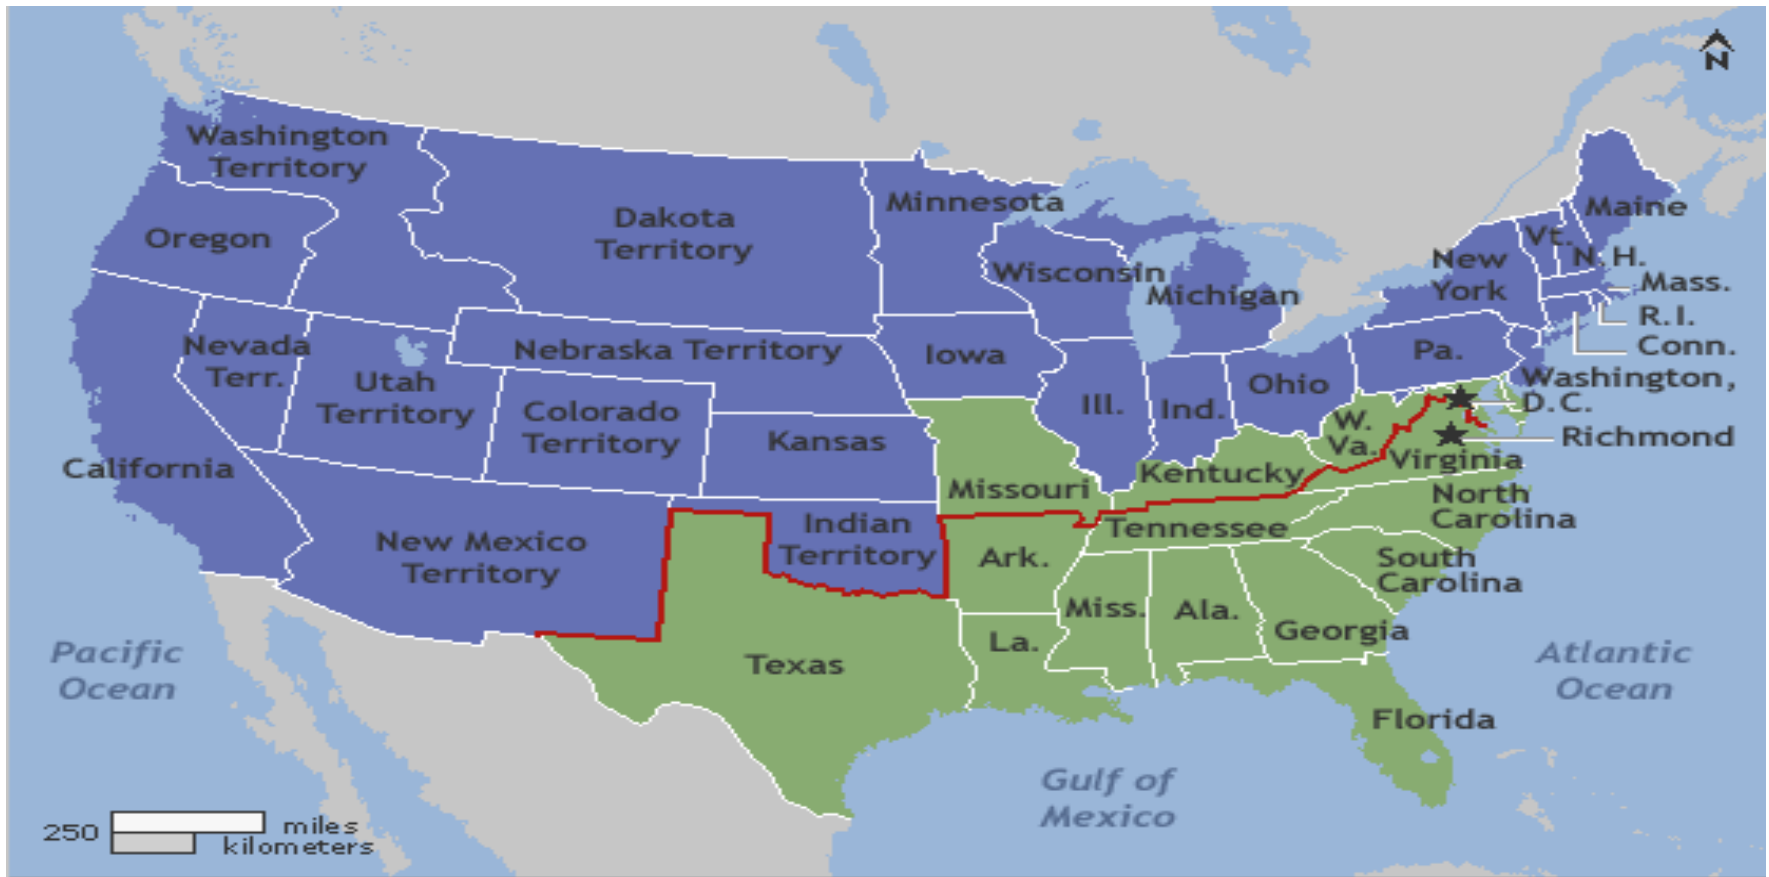 N
Washington
Territory
Oregon
Dakota
Territory
Minnesota
Maine
Vt.
N.H.
New
York
Mass.
R.I.
Conn.
Wisconsin
Michigan
Nevada
Terr.
Utah
Territory
Nebraska Territory
Iowa
Pa.
Colorado
Territory
Ill.
Ind.
Ohio
Washington,
D.C.
Richmond
W.
Va.
Virginia
Kansas
California
Missouri
Kentucky
North
Carolina
New Mexico
Territory
Indian
Territory
Ark.
Tennessee
South
Carolina
Miss.
Ala.
Georgia
La.
Texas
Florida
Pacific
Ocean
Atlantic
Ocean
Gulf of
Mexico
250
miles
kilometers